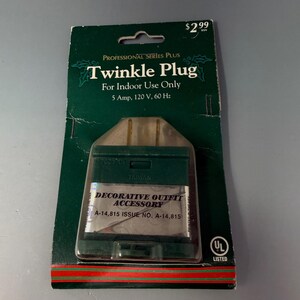 $2.99
PROFESSIONAL SERIES PLUS
Twinkle Plug
For Indoor Use Only
5 Amp, 120 V, 60 Hz
DECORATIVE OUTFIT
ACCESSORY
A-14,815 ISSUE NO. A-14,815
UL
LISTED